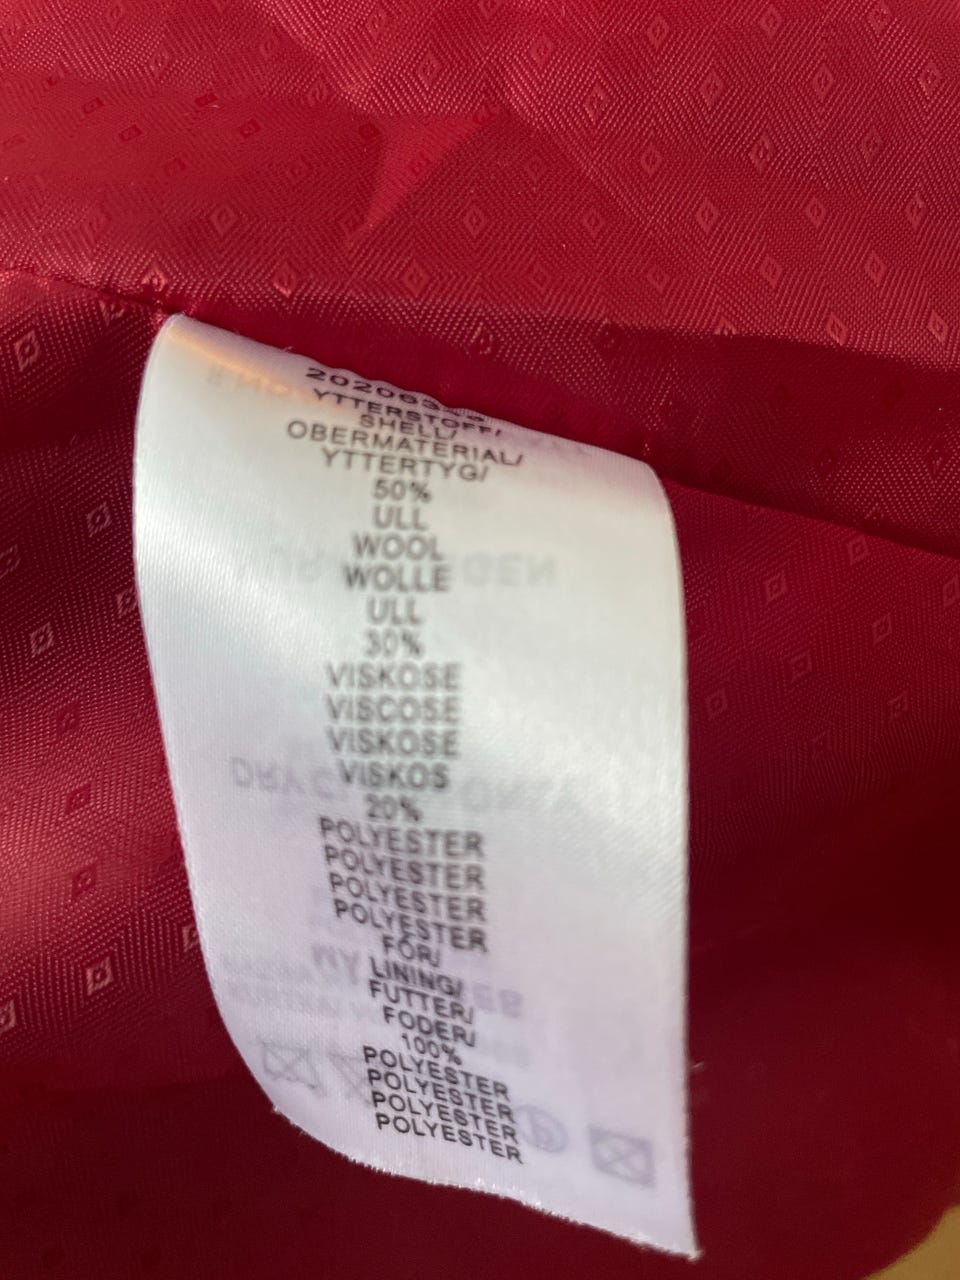 YTTERSTOFF/
SHELL/
OBERMATERIAL/
YTTERTYG/
50%
ULL
WOOL
WOLLE
ULL
30%
VISKOSE
VISCOSE
VISKOSE
VISKOS
20%
POLYESTER
POLYESTER
POLYESTER
POLYESTER
FÔR/
LINING/
FUTTER/
FODER/
100%
POLYESTER
POLYESTER
POLYESTER
POLYESTER